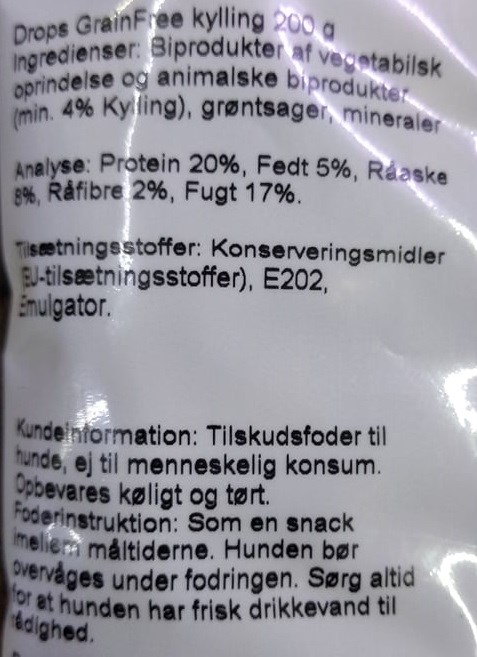 Drops GrainFree kylling 200 g
Ingredienser: Biprodukter af vegetabilsk
oprindelse og animalske biprodukter
(min. 4% Kylling), grøntsager, mineraler
Analyse: Protein 20%, Fedt 5%, Råaske
8%, Råfibre 2%, Fugt 17%.
Tilsætningsstoffer: Konserveringsmidler
(EU-tilsætningsstoffer), E202,
Emulgator.
Kundeinformation: Tilskudsfoder til
hunde, ej til menneskelig konsum.
Opbevares køligt og tørt.
Foderinstruktion: Som en snack
imellem måltiderne. Hunden bør
overvåges under fodringen. Sørg altid
for at hunden har frisk drikkevand til
rådighed.